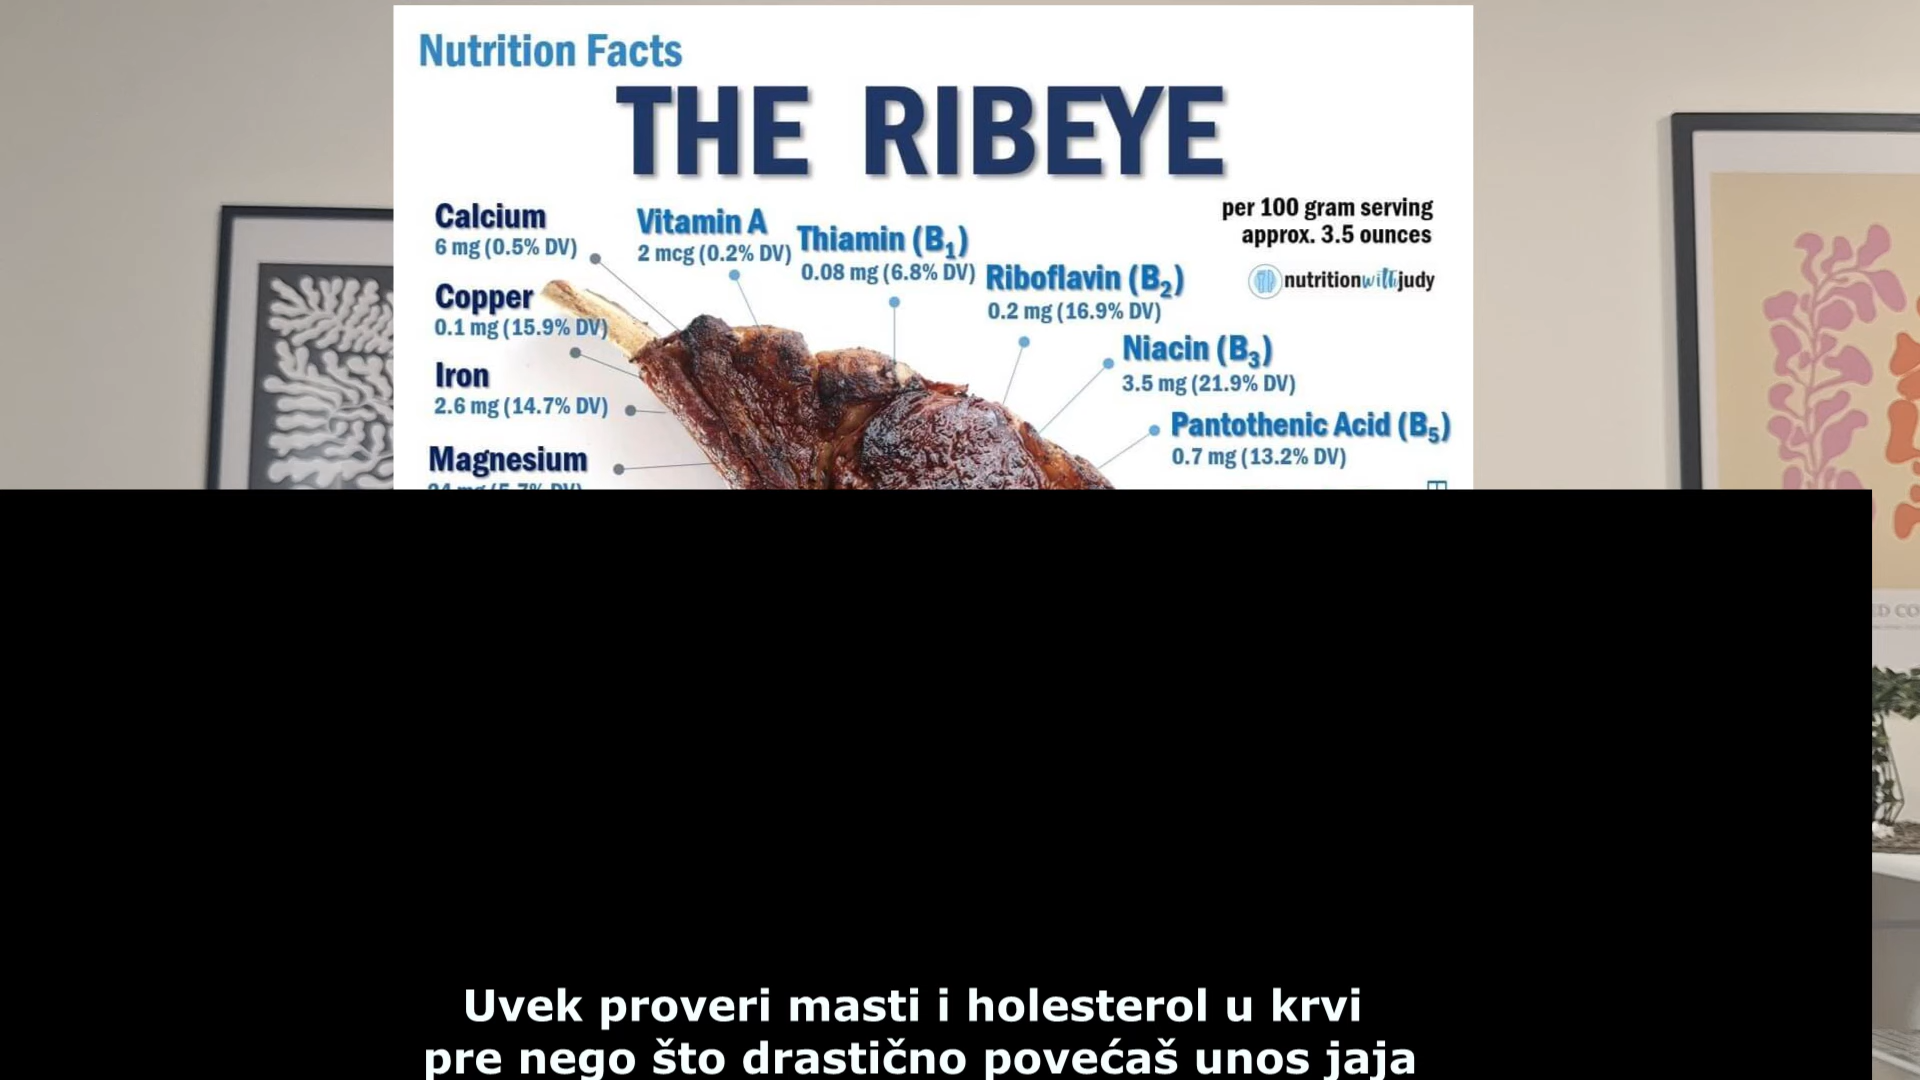 Nutrition Facts
THE RIBEYE
per 100 gram serving
approx. 3.5 ounces
nutritionwithjudy
Calcium
6 mg (0.5% DV)
Vitamin A
2 mcg (0.2% DV)
Thiamin (B₁)
0.08 mg (6.8% DV)
Riboflavin (B₂)
0.2 mg (16.9% DV)
Copper
0.1 mg (15.9% DV)
Niacin (B₃)
3.5 mg (21.9% DV)
Iron
2.6 mg (14.7% DV)
Pantothenic Acid (B₅)
0.7 mg (13.2% DV)
Magnesium
Uvek proveri masti i holesterol u krvi
pre nego što drastično povećaš unos jaja